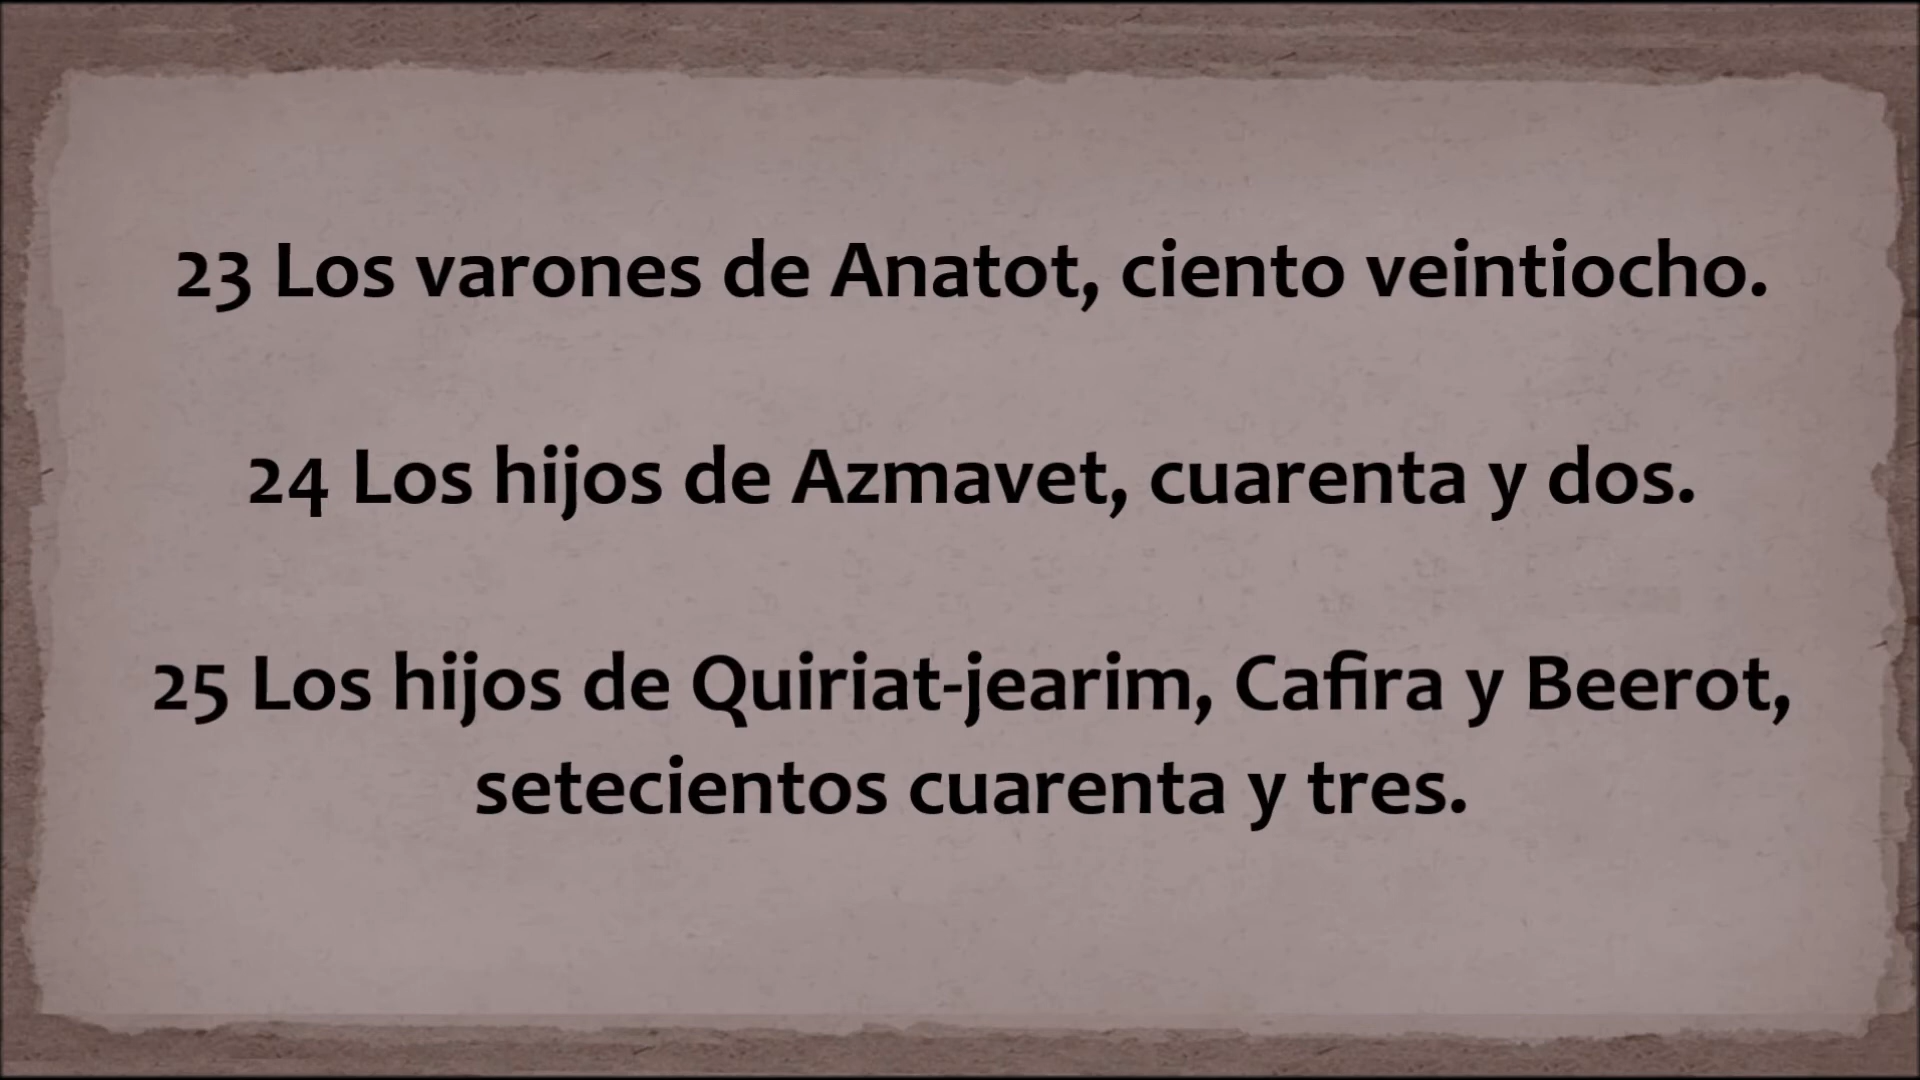 23 Los varones de Anatot, ciento veintiocho.
24 Los hijos de Azmavet, cuarenta y dos.
25 Los hijos de Quiriat-jearim, Cafira y Beerot,
setecientos cuarenta y tres.